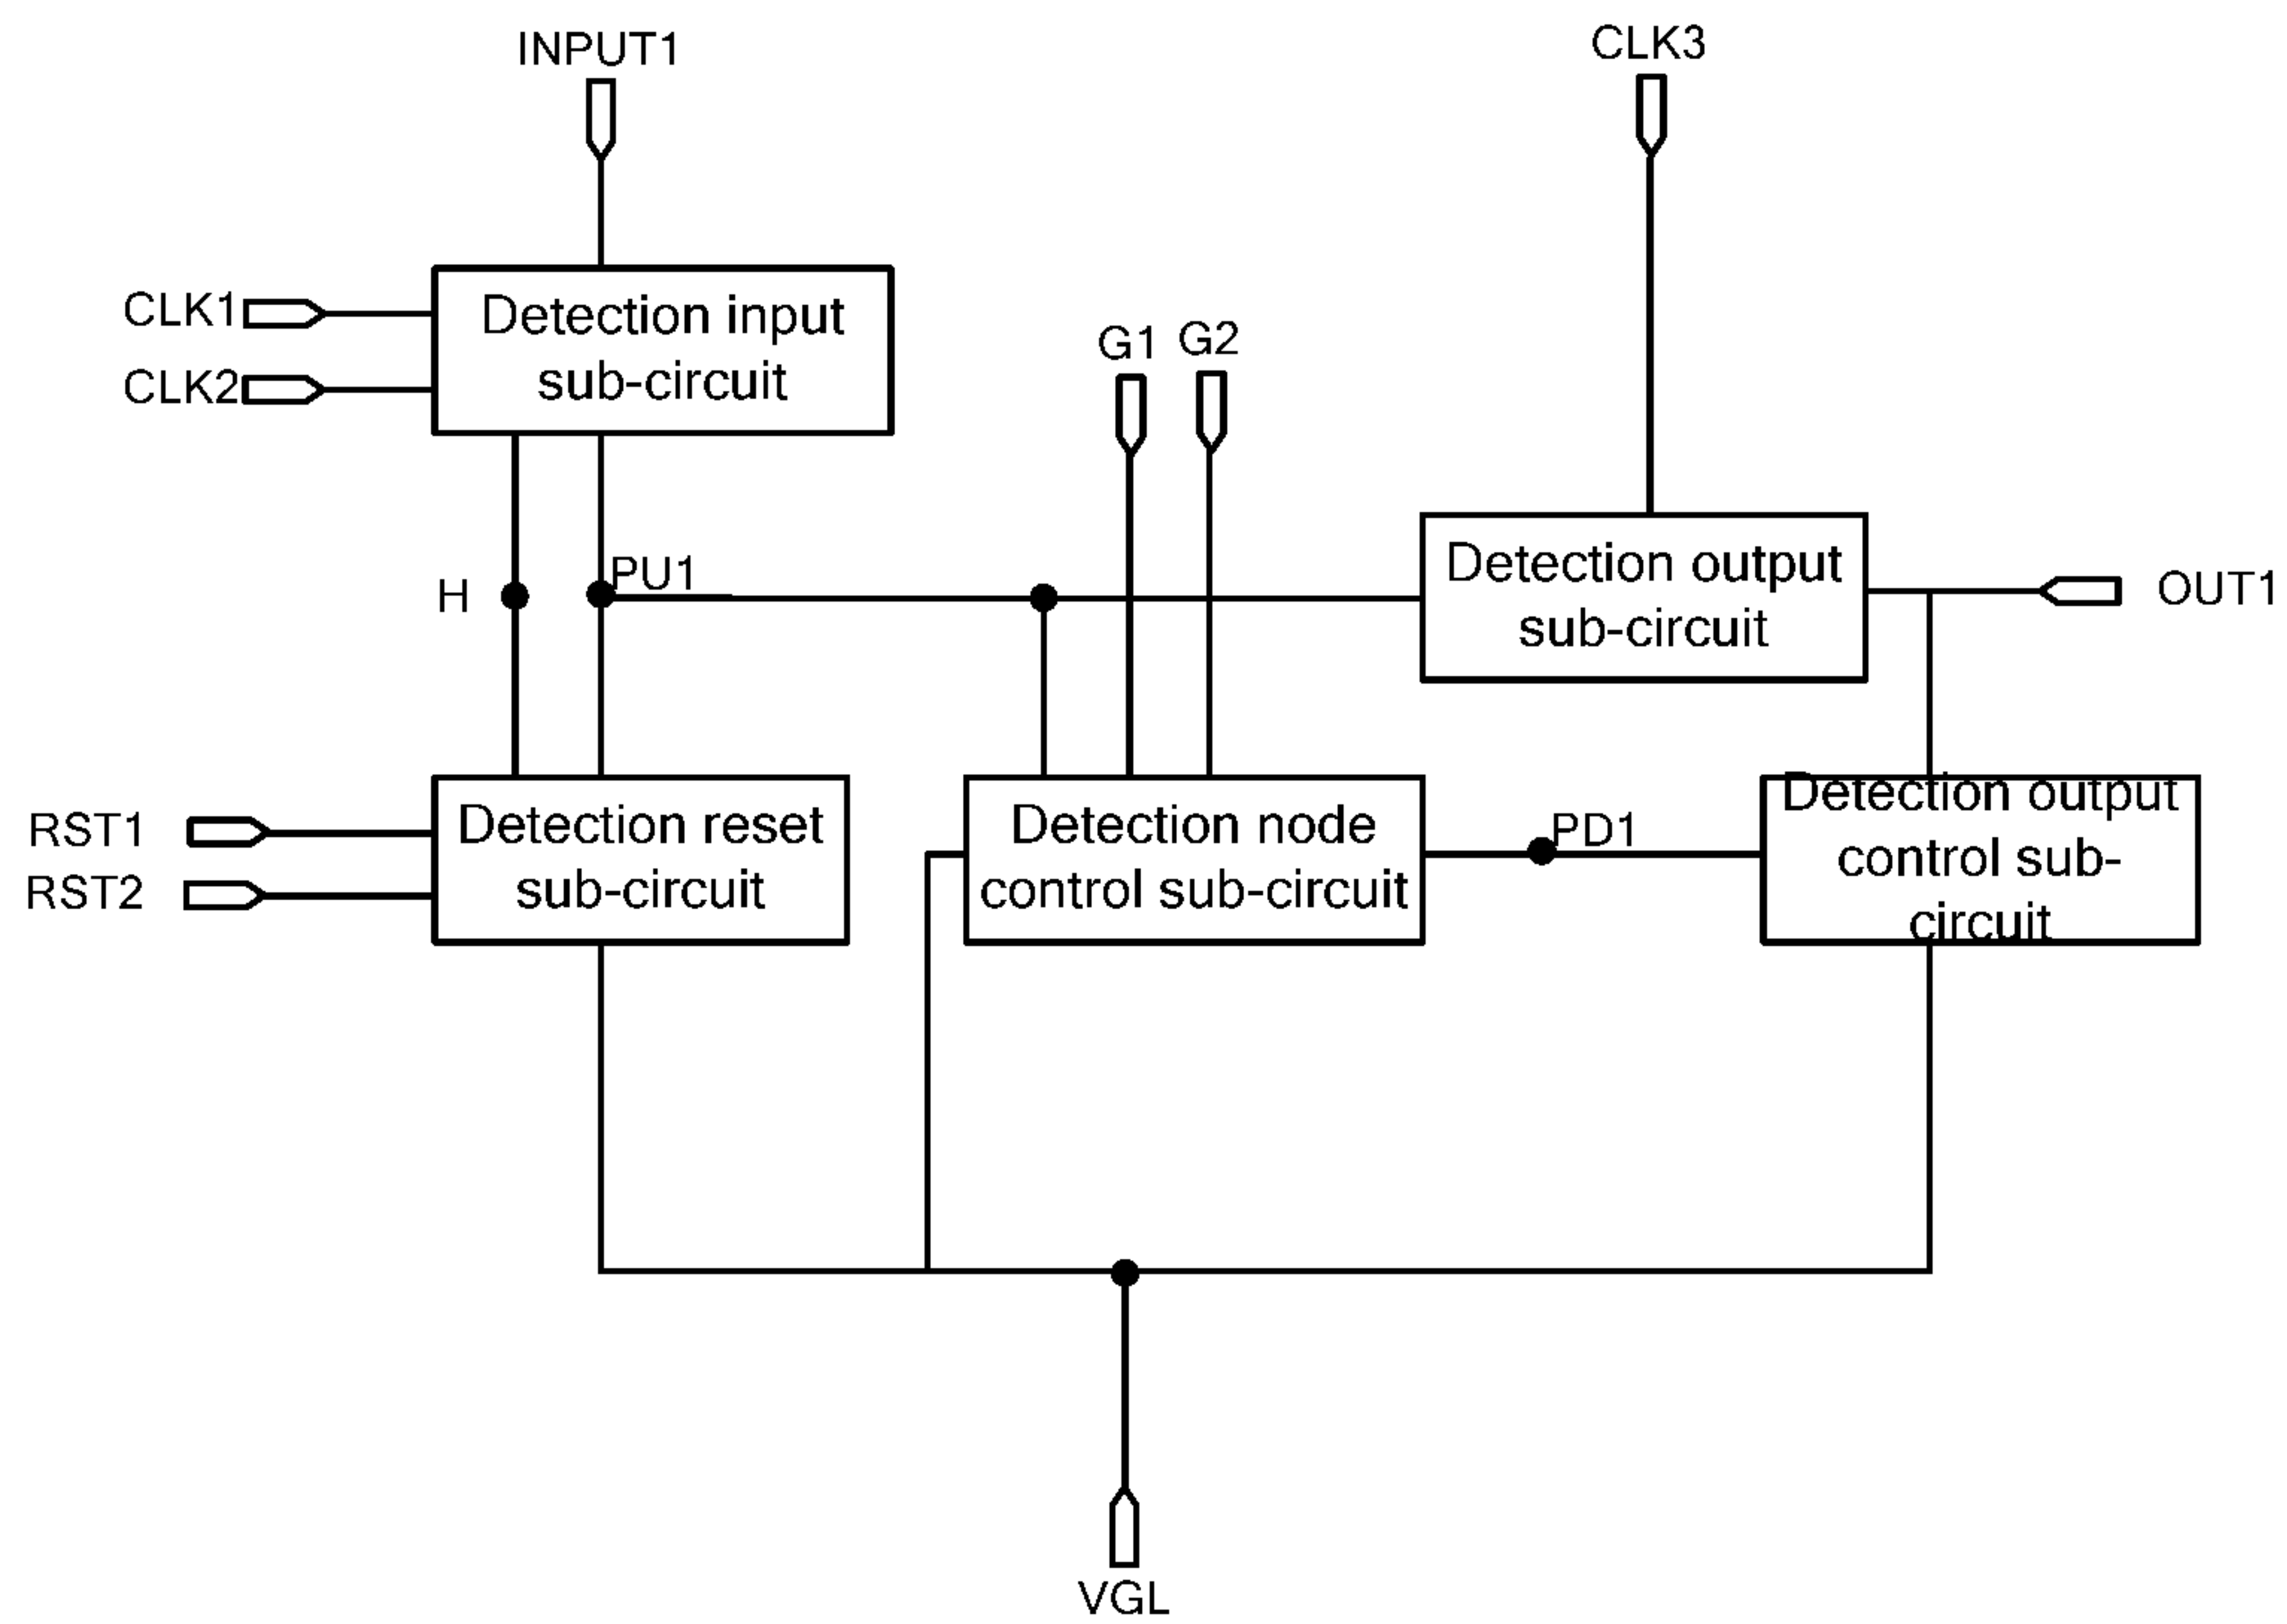 INPUT1
CLK3
CLK1
Detection input
sub-circuit
CLK2
G1
G2
H
PU1
Detection output
sub-circuit
OUT1
RST1
RST2
Detection reset
sub-circuit
Detection node
control sub-circuit
PD1
Detection output
control sub-
circuit
VGL